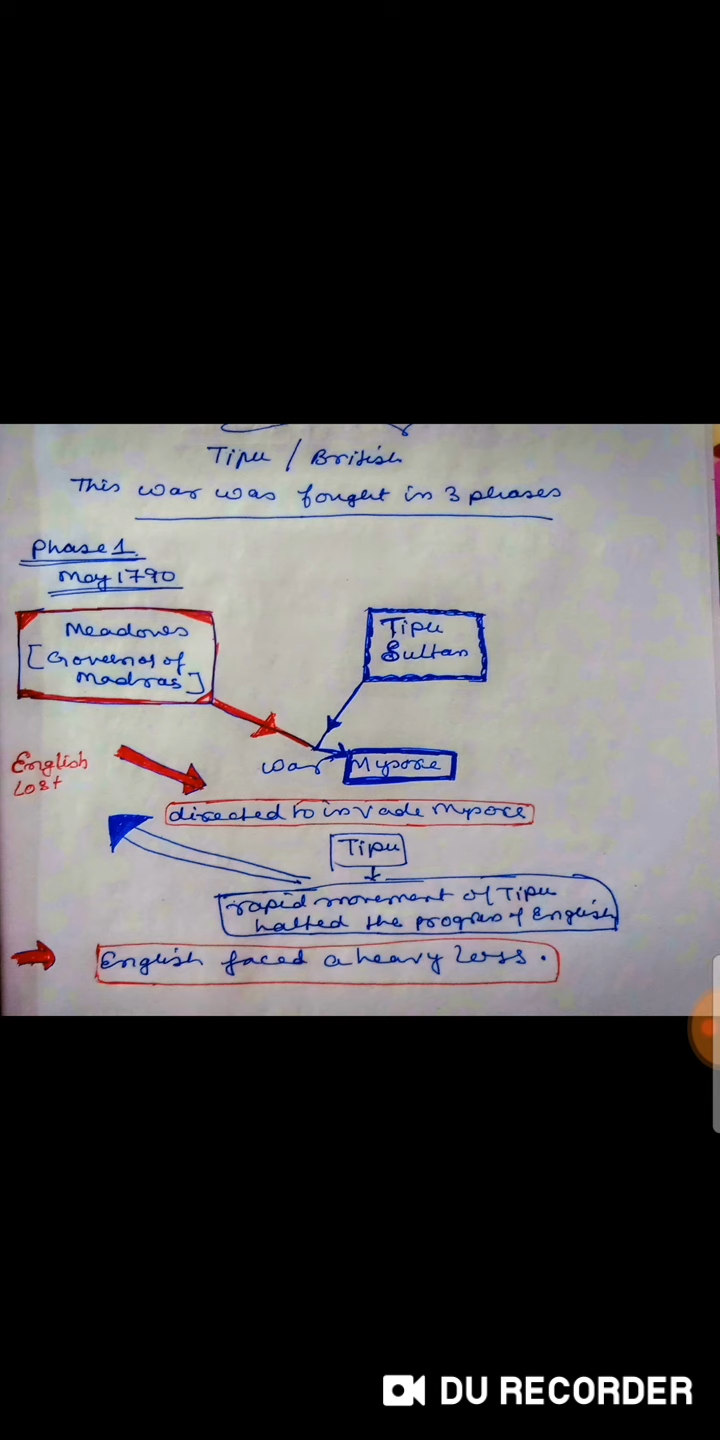 Tipu / British
This war was fought in 3 phases
Phase 1
May 1790
Meadows
[Governor of
Madras]
Tipu
Sultan
war
Mysore
English
Lost
directed to invade Mysore
Tipu
rapid movement of Tipu
halted the progress of English
English faced a heavy loss.
DU RECORDER